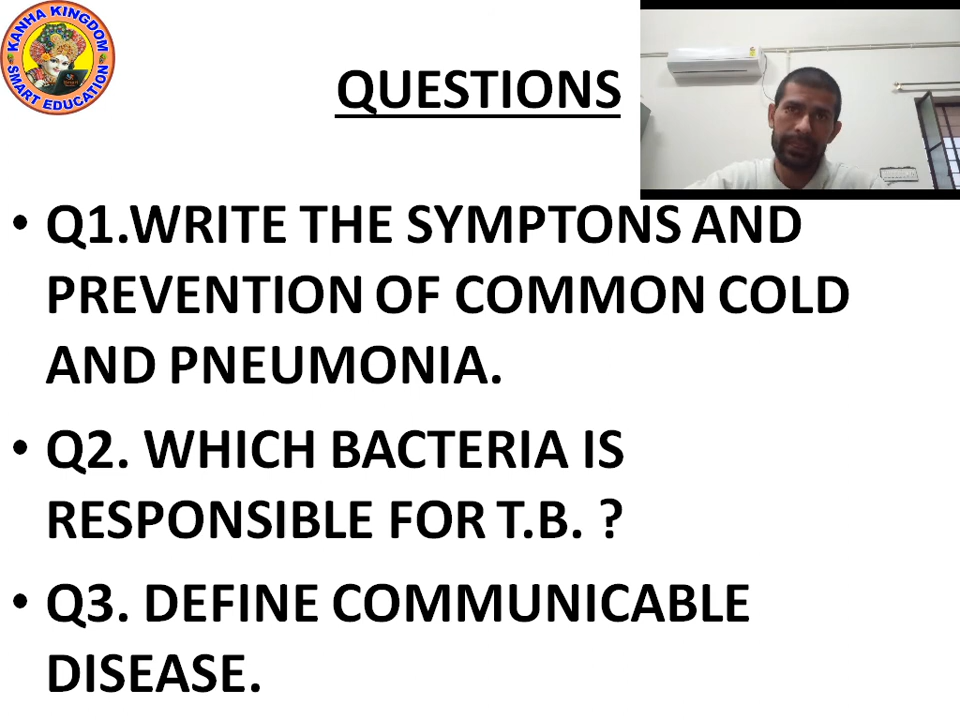 KANHA KINGDOM
SMART EDUCATION
QUESTIONS
• Q1.WRITE THE SYMPTONS AND
PREVENTION OF COMMON COLD
AND PNEUMONIA.
• Q2. WHICH BACTERIA IS
RESPONSIBLE FOR T.B. ?
• Q3. DEFINE COMMUNICABLE
DISEASE.